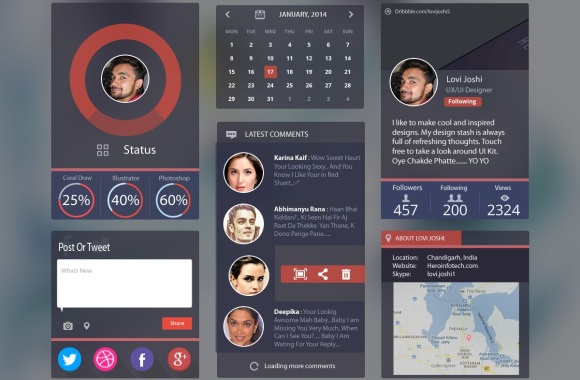 Status
Coral Draw
Illustrator
Photoshop
25%
40%
60%
Post Or Tweet
Whats New
Share
JANUARY, 2014
MON TUE WED THU FRI SAT SUN
1 2 3 4 5 6 7
8 9 10 11 12 13 14
15 16 17 18 19 20 21
22 23 24 25 26 27 28
29 30 31 1 2 3 4
LATEST COMMENTS
Karina Kaif : Wow Sweet Haurt
Your Looking Sexy.. And You
Know I Like Your in Red
Shairt..:-*
Abhimanyu Rana : Haan Bhai
Kiddan?.. Ki Seen Hai Fir Aj
Raat Da Thekke Yan Thane, K
Dono Pange Pane.....
Deepika : Your Lookig
Awsome Mah Baby.. Baby I am
Missing You Very Much, When
Can I See You?.... Baby I Am
Waiting For Your Reply....
Loading more comments
Dribbble.com/lovijoshi5
Lovi Joshi
UX/UI Designer
Following
I like to make cool and inspired
designs. My design stash is always
full of refreshing thoughts. Touch
free to take a look around UI Kit.
Oye Chakde Phatte....... YO YO
Followers
457
Following
200
Views
2324
ABOUT LOVI JOSHI
Location: Chandigarh, India
Website: Heroinfotech.com
Skype: lovi.joshi1